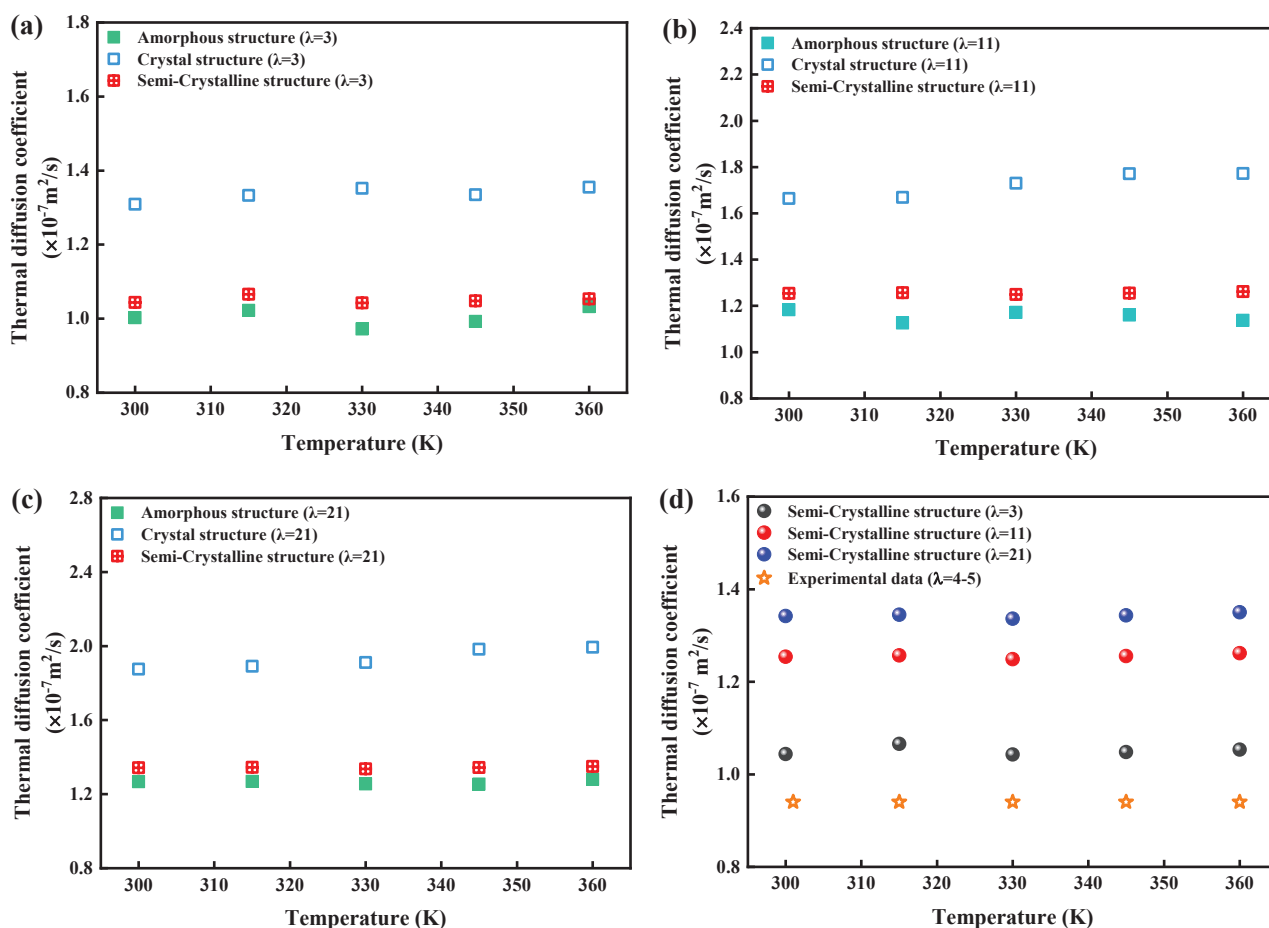 (a)
Amorphous structure (λ=3)
Crystal structure (λ=3)
Semi-Crystalline structure (λ=3)
Thermal diffusion coefficient
(×10⁻⁷m²/s)
1.8
1.6
1.4
1.2
1.0
0.8
300 310 320 330 340 350 360
Temperature (K)
(b)
Amorphous structure (λ=11)
Crystal structure (λ=11)
Semi-Crystalline structure (λ=11)
Thermal diffusion coefficient
(×10⁻⁷m²/s)
2.4
2.2
2.0
1.8
1.6
1.4
1.2
1.0
0.8
300 310 320 330 340 350 360
Temperature (K)
(c)
Amorphous structure (λ=21)
Crystal structure (λ=21)
Semi-Crystalline structure (λ=21)
Thermal diffusion coefficient
(×10⁻⁷m²/s)
2.8
2.4
2.0
1.6
1.2
0.8
300 310 320 330 340 350 360
Temperature (K)
(d)
Semi-Crystalline structure (λ=3)
Semi-Crystalline structure (λ=11)
Semi-Crystalline structure (λ=21)
Experimental data (λ=4-5)
Thermal diffusion coefficient
(×10⁻⁷ m²/s)
1.6
1.4
1.2
1.0
0.8
300 310 320 330 340 350 360
Temperature (K)